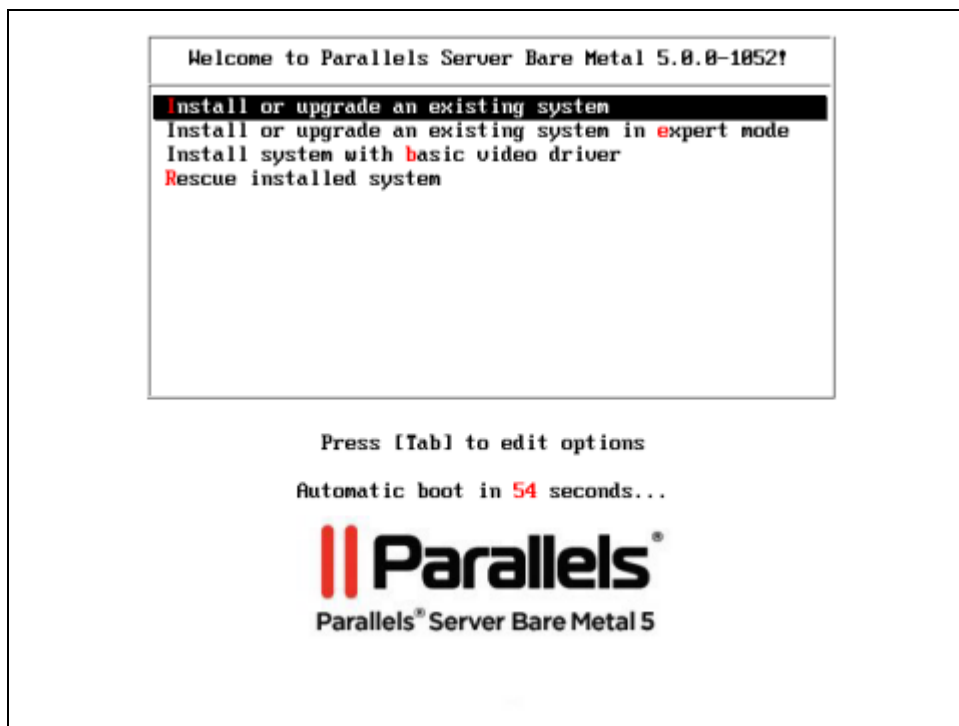 Welcome to Parallels Server Bare Metal 5.0.0-1052!
Install or upgrade an existing system
Install or upgrade an existing system in expert mode
Install system with basic video driver
Rescue installed system
Press [Tab] to edit options
Automatic boot in 54 seconds...
Parallels®
Parallels® Server Bare Metal 5